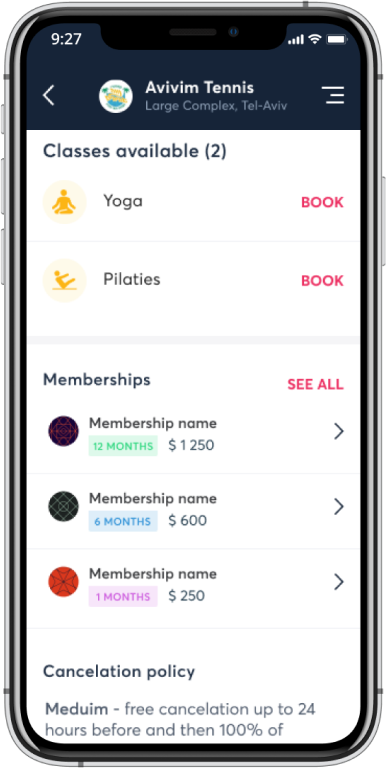 9:27
Avivim Tennis
Large Complex, Tel-Aviv
Classes available (2)
Yoga BOOK
Pilaties BOOK
Memberships SEE ALL
Membership name
12 MONTHS $ 1 250
Membership name
6 MONTHS $ 600
Membership name
1 MONTHS $ 250
Cancelation policy
Meduim - free cancelation up to 24
hours before and then 100% of